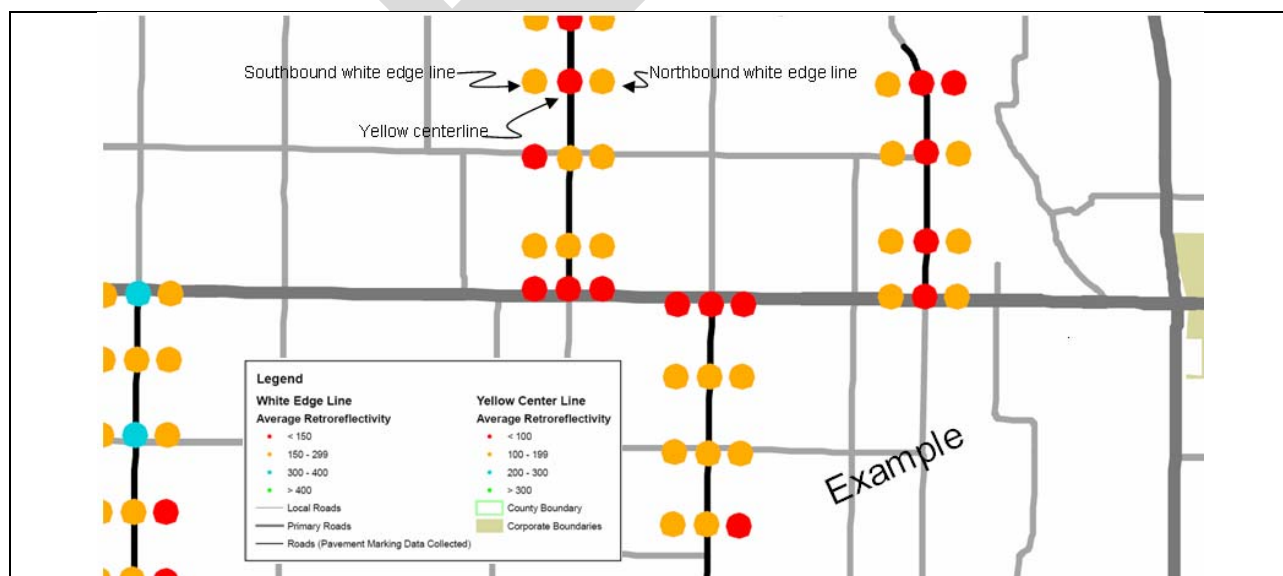 Southbound white edge line
Northbound white edge line
Yellow centerline
Example
Legend
White Edge Line
Average Retroreflectivity
< 150
150 - 299
300 - 400
> 400
Local Roads
Primary Roads
Roads (Pavement Marking Data Collected)
Yellow Center Line
Average Retroreflectivity
< 100
100 - 199
200 - 300
> 300
County Boundary
Corporate Boundaries